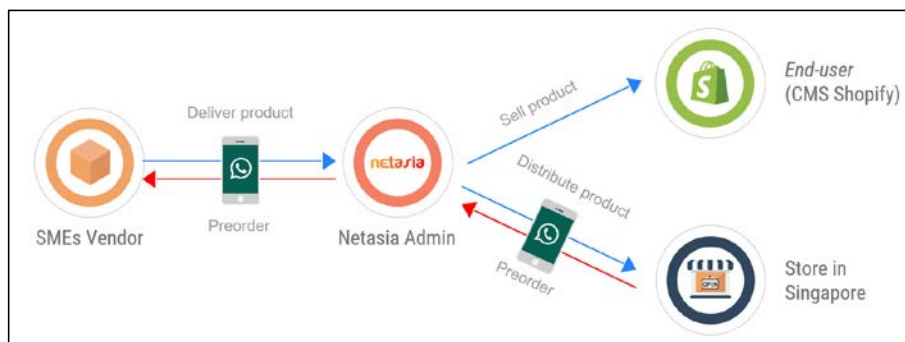 Deliver product
Preorder
SMEs Vendor
netasia
Netasia Admin
Sell product
Distribute product
Preorder
End-user
(CMS Shopify)
S
OPEN
Store in
Singapore